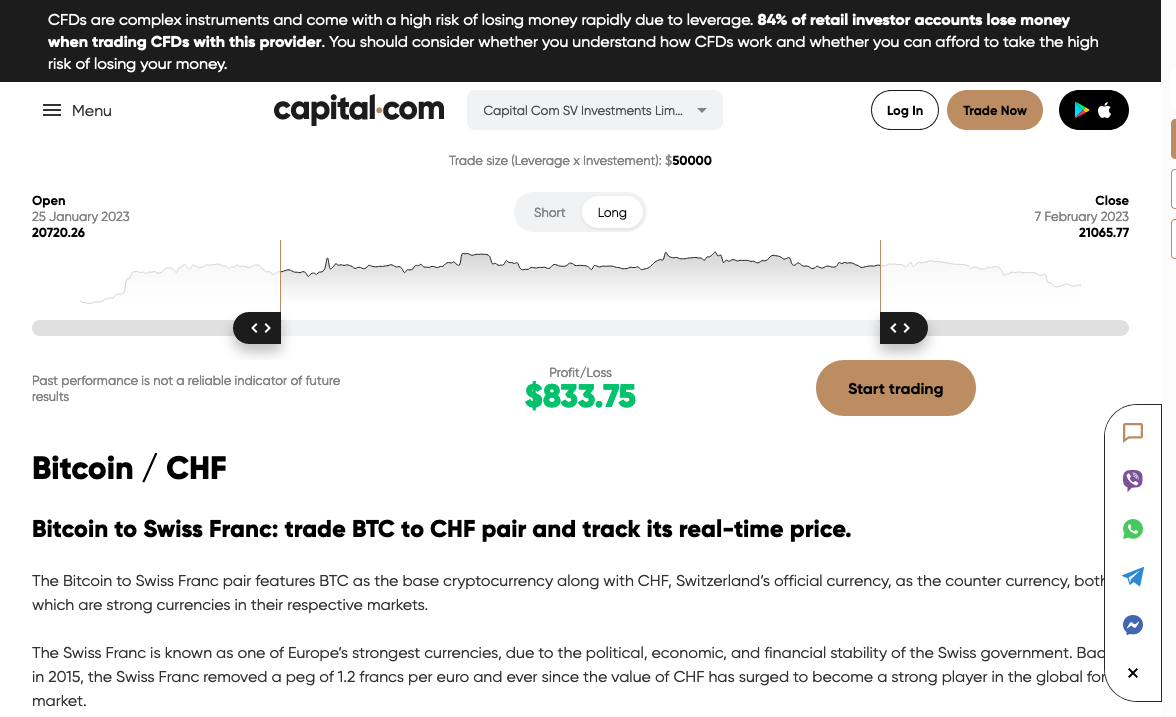 CFDs are complex instruments and come with a high risk of losing money rapidly due to leverage. 84% of retail investor accounts lose money
when trading CFDs with this provider. You should consider whether you understand how CFDs work and whether you can afford to take the high
risk of losing your money.
Menu
capital.com
Capital Com SV Investments Lim...
Log In
Trade Now
Trade size (Leverage x Investement): $50000
Open
25 January 2023
20720.26
Short
Long
Close
7 February 2023
21065.77
Past performance is not a reliable indicator of future
results
Profit/Loss
$833.75
Start trading
Bitcoin / CHF
Bitcoin to Swiss Franc: trade BTC to CHF pair and track its real-time price.
The Bitcoin to Swiss Franc pair features BTC as the base cryptocurrency along with CHF, Switzerland's official currency, as the counter currency, both
which are strong currencies in their respective markets.
The Swiss Franc is known as one of Europe's strongest currencies, due to the political, economic, and financial stability of the Swiss government.
in 2015, the Swiss Franc removed a peg of 1.2 francs per euro and ever since the value of CHF has surged to become a strong player in the global
market.